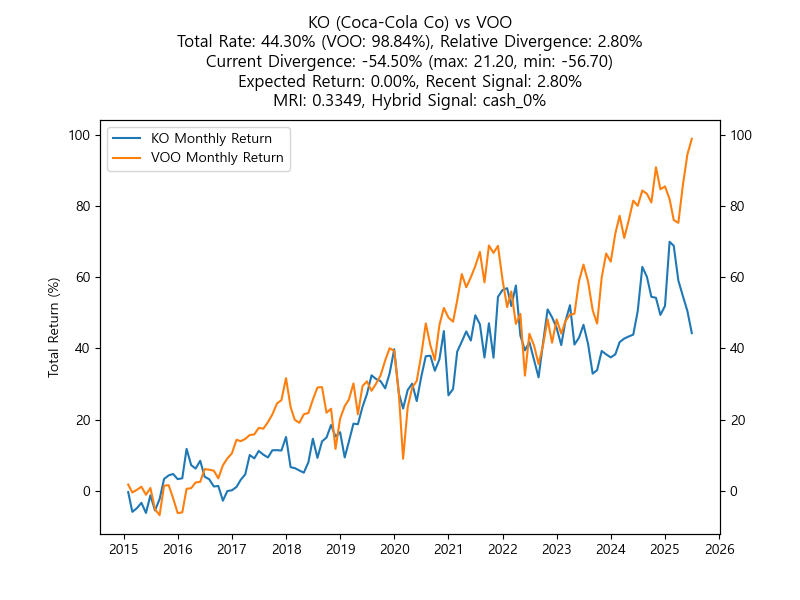 KO (Coca-Cola Co) vs VOO
Total Rate: 44.30% (VOO: 98.84%), Relative Divergence: 2.80%
Current Divergence: -54.50% (max: 21.20, min: -56.70)
Expected Return: 0.00%, Recent Signal: 2.80%
MRI: 0.3349, Hybrid Signal: cash_0%
KO Monthly Return
VOO Monthly Return
Total Return (%)
100
80
60
40
20
0
100
80
60
40
20
0
2015 2016 2017 2018 2019 2020 2021 2022 2023 2024 2025 2026